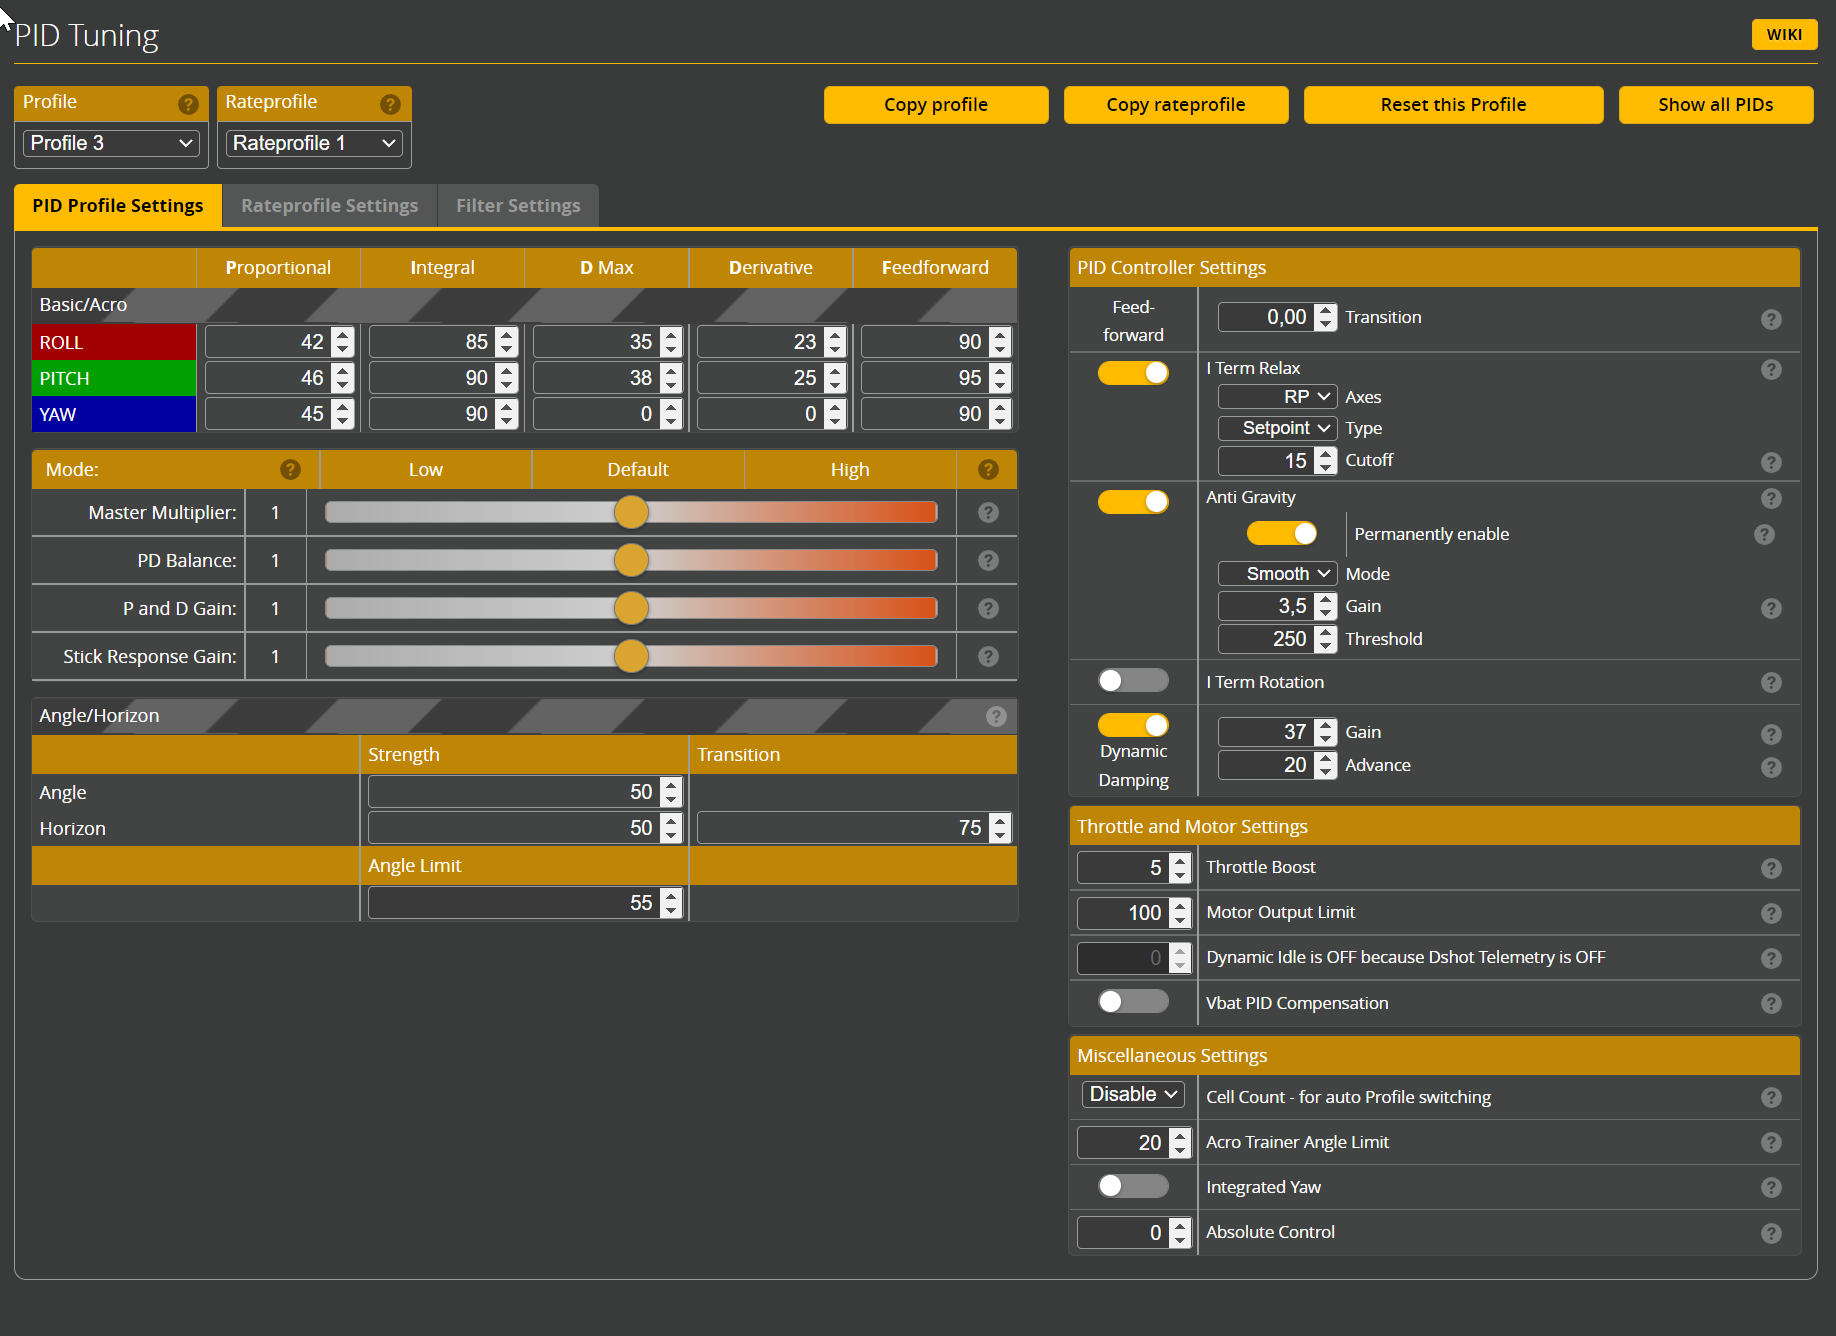 PID Tuning
WIKI
Profile ?
Rateprofile ?
Profile 3
Rateprofile 1
Copy profile
Copy rateprofile
Reset this Profile
Show all PIDs
PID Profile Settings
Rateprofile Settings
Filter Settings
Proportional Integral D Max Derivative Feedforward
Basic/Acro
ROLL 42 85 35 23 90
PITCH 46 90 38 25 95
YAW 45 90 0 0 90
Mode: ? Low Default High ?
Master Multiplier: 1 ?
PD Balance: 1 ?
P and D Gain: 1 ?
Stick Response Gain: 1 ?
Angle/Horizon ?
Strength Transition
Angle 50
Horizon 50 75
Angle Limit
55
PID Controller Settings
Feed-
forward
0,00 Transition ?
I Term Relax ?
RP Axes
Setpoint Type
15 Cutoff ?
Anti Gravity ?
Permanently enable ?
Smooth Mode
3,5 Gain ?
250 Threshold
I Term Rotation ?
Dynamic
Damping
37 Gain ?
20 Advance ?
Throttle and Motor Settings
5 Throttle Boost ?
100 Motor Output Limit ?
0 Dynamic Idle is OFF because Dshot Telemetry is OFF ?
Vbat PID Compensation ?
Miscellaneous Settings
Disable Cell Count - for auto Profile switching ?
20 Acro Trainer Angle Limit ?
Integrated Yaw ?
0 Absolute Control ?